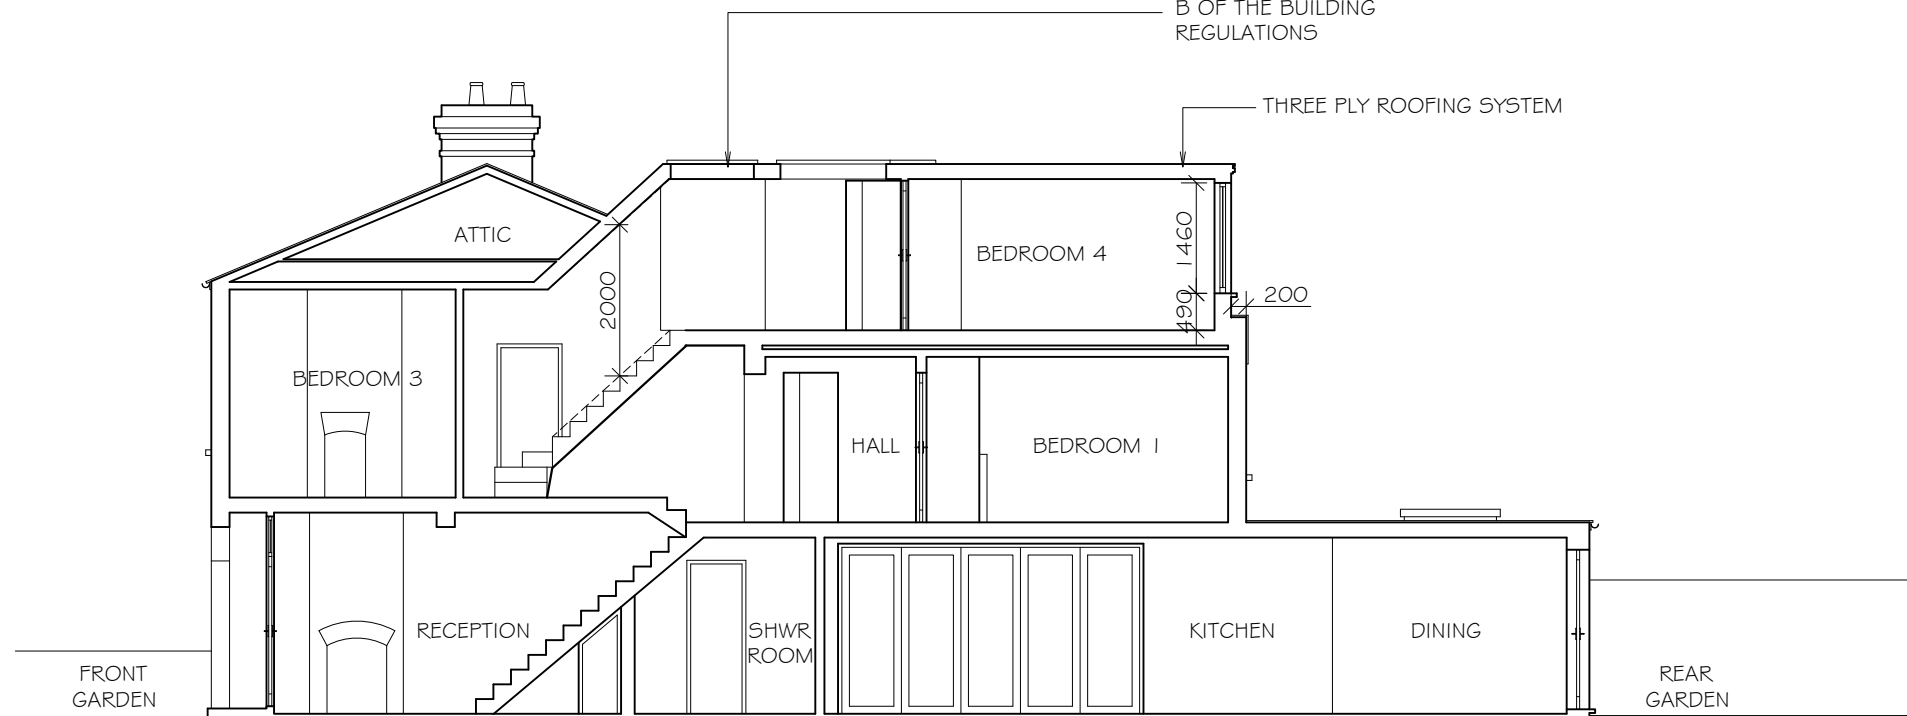 B OF THE BUILDING
REGULATIONS
THREE PLY ROOFING SYSTEM
ATTIC
BEDROOM 4
1460
490
200
2000
BEDROOM 3
HALL
BEDROOM 1
RECEPTION
SHWR
ROOM
KITCHEN
DINING
FRONT
GARDEN
REAR
GARDEN